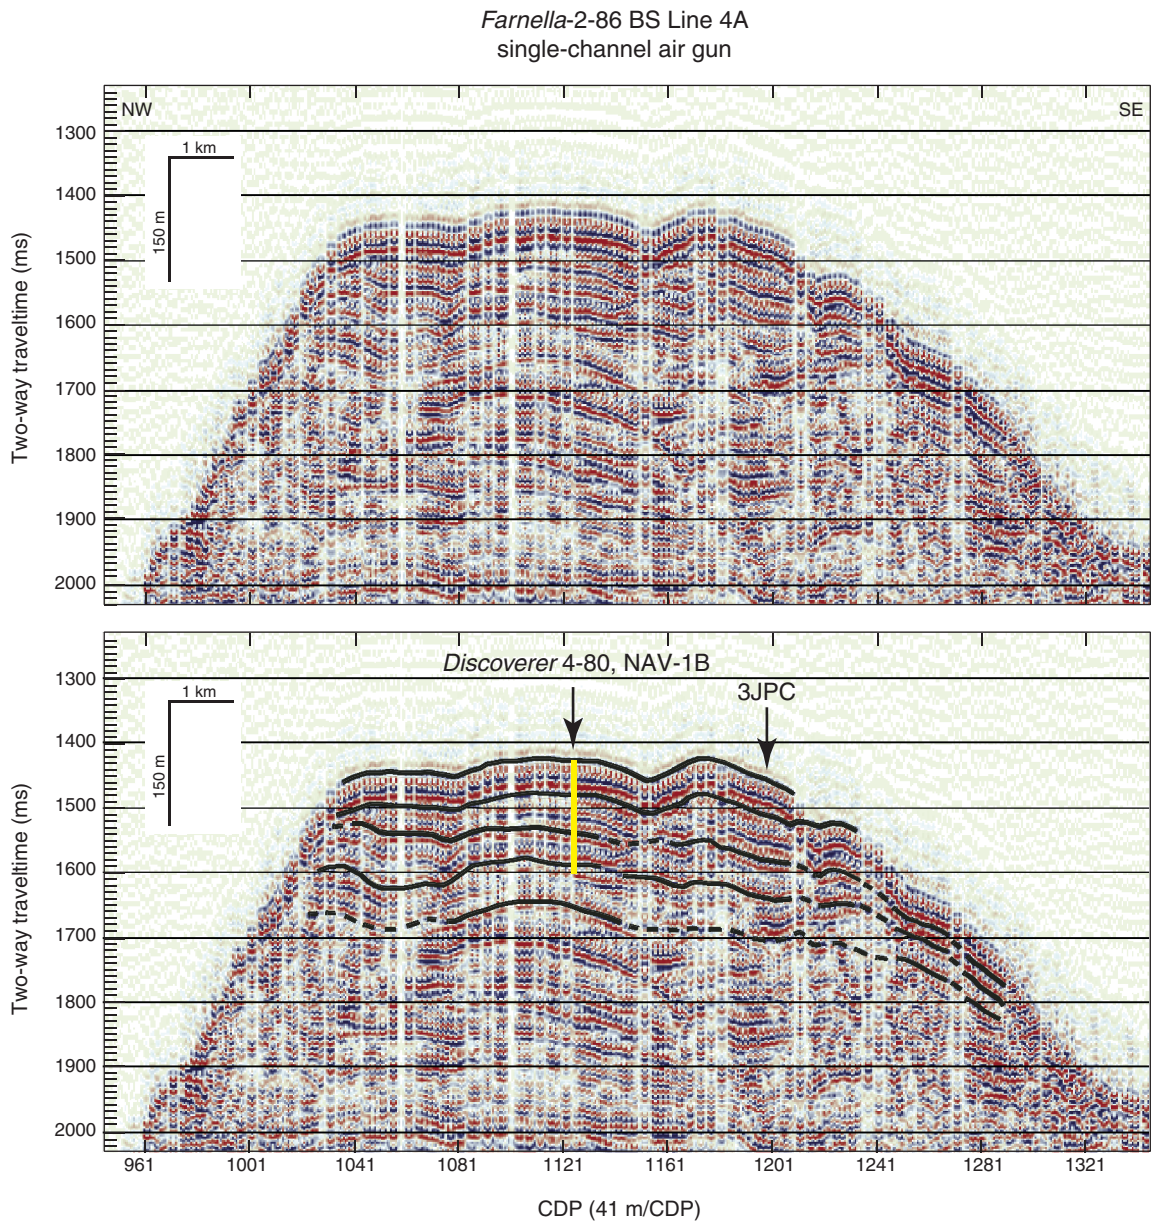 Farnella-2-86 BS Line 4A
single-channel air gun
NW
SE
1 km
150 m
Two-way traveltime (ms)
1300
1400
1500
1600
1700
1800
1900
2000
Discoverer 4-80, NAV-1B
3JPC
1 km
150 m
Two-way traveltime (ms)
1300
1400
1500
1600
1700
1800
1900
2000
961 1001 1041 1081 1121 1161 1201 1241 1281 1321
CDP (41 m/CDP)